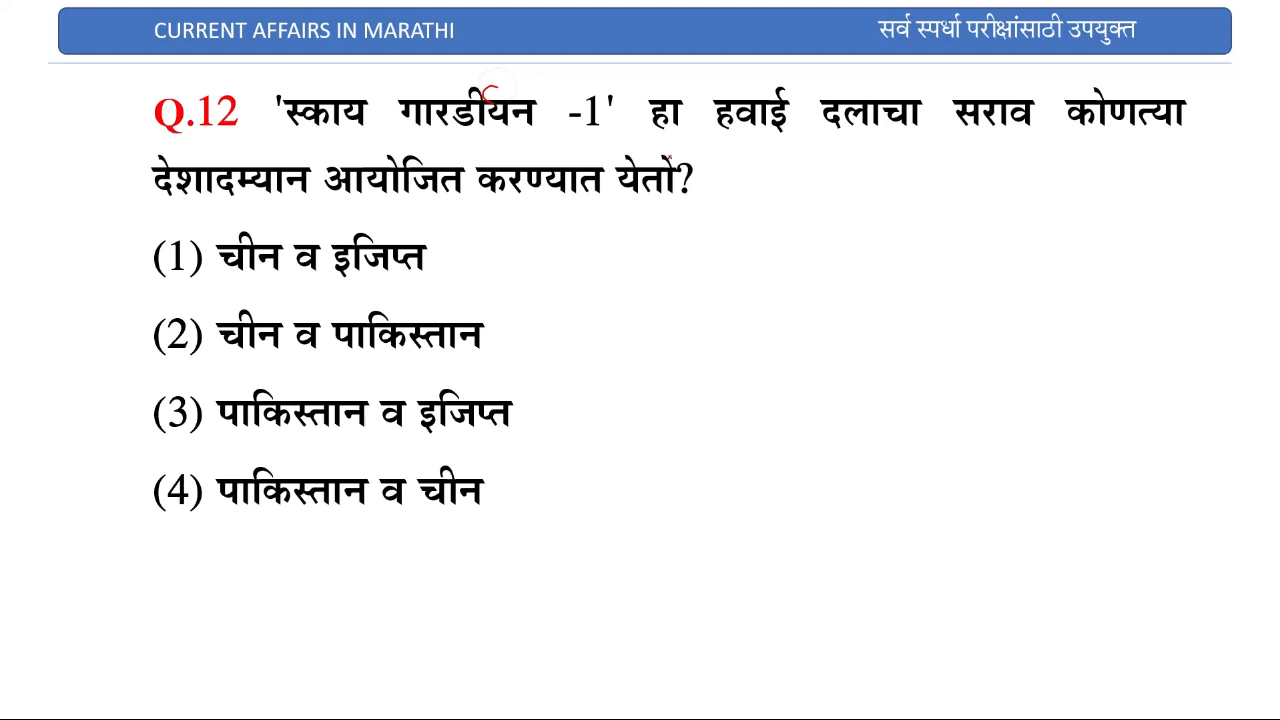 CURRENT AFFAIRS IN MARATHI
सर्व स्पर्धा परीक्षांसाठी उपयुक्त
Q.12 'स्काय गारडीयन -1' हा हवाई दलाचा सराव कोणत्या
देशादम्यान आयोजित करण्यात येतो?
(1) चीन व इजिप्त
(2) चीन व पाकिस्तान
(3) पाकिस्तान व इजिप्त
(4) पाकिस्तान व चीन